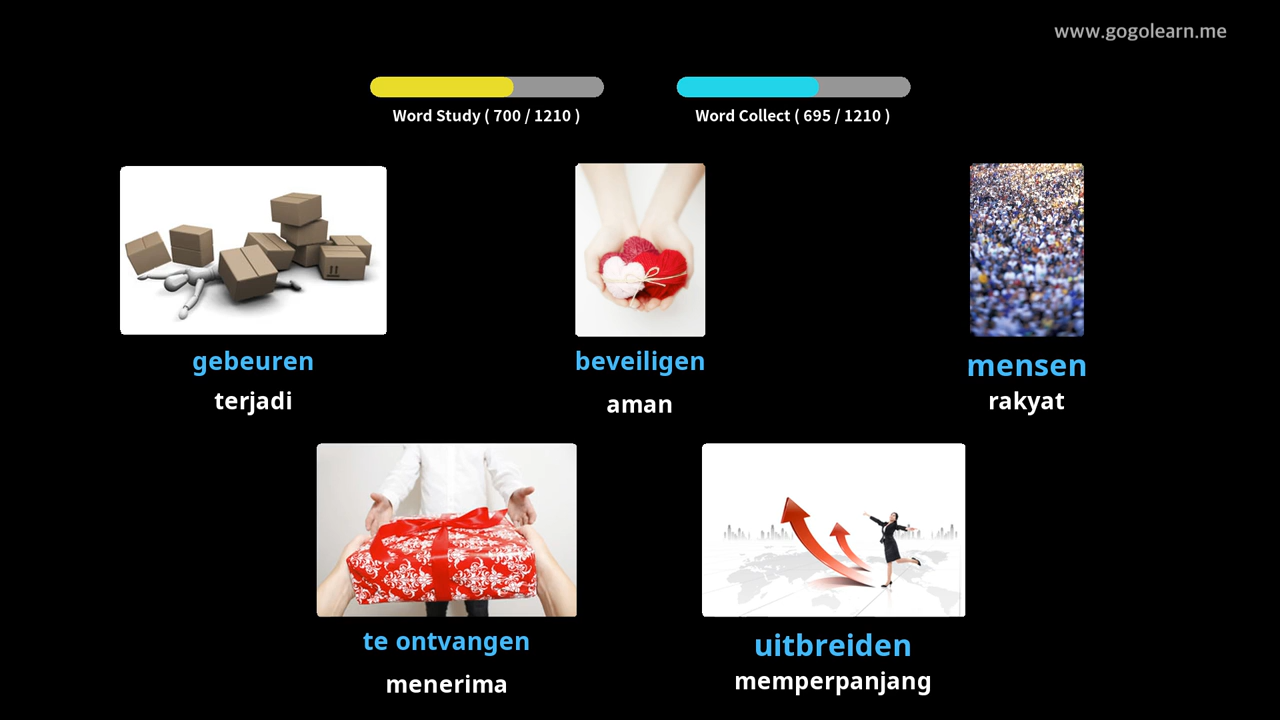 www.gogolearn.me
Word Study ( 700 / 1210 )
Word Collect ( 695 / 1210 )
gebeuren
terjadi
beveiligen
aman
mensen
rakyat
te ontvangen
menerima
uitbreiden
memperpanjang